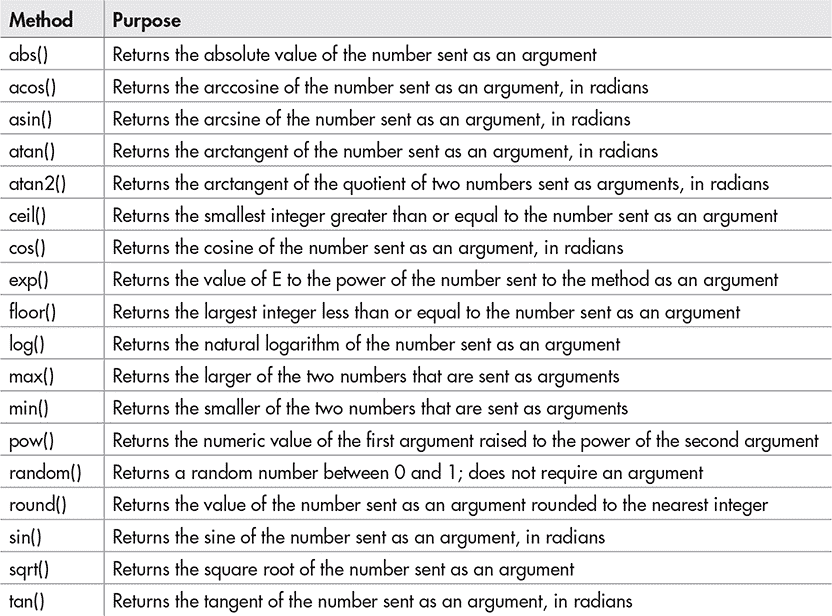 Method Purpose
abs() Returns the absolute value of the number sent as an argument
acos() Returns the arccosine of the number sent as an argument, in radians
asin() Returns the arcsine of the number sent as an argument, in radians
atan() Returns the arctangent of the number sent as an argument, in radians
atan2() Returns the arctangent of the quotient of two numbers sent as arguments, in radians
ceil() Returns the smallest integer greater than or equal to the number sent as an argument
cos() Returns the cosine of the number sent as an argument, in radians
exp() Returns the value of E to the power of the number sent to the method as an argument
floor() Returns the largest integer less than or equal to the number sent as an argument
log() Returns the natural logarithm of the number sent as an argument
max() Returns the larger of the two numbers that are sent as arguments
min() Returns the smaller of the two numbers that are sent as arguments
pow() Returns the numeric value of the first argument raised to the power of the second argument
random() Returns a random number between 0 and 1; does not require an argument
round() Returns the value of the number sent as an argument rounded to the nearest integer
sin() Returns the sine of the number sent as an argument, in radians
sqrt() Returns the square root of the number sent as an argument
tan() Returns the tangent of the number sent as an argument, in radians